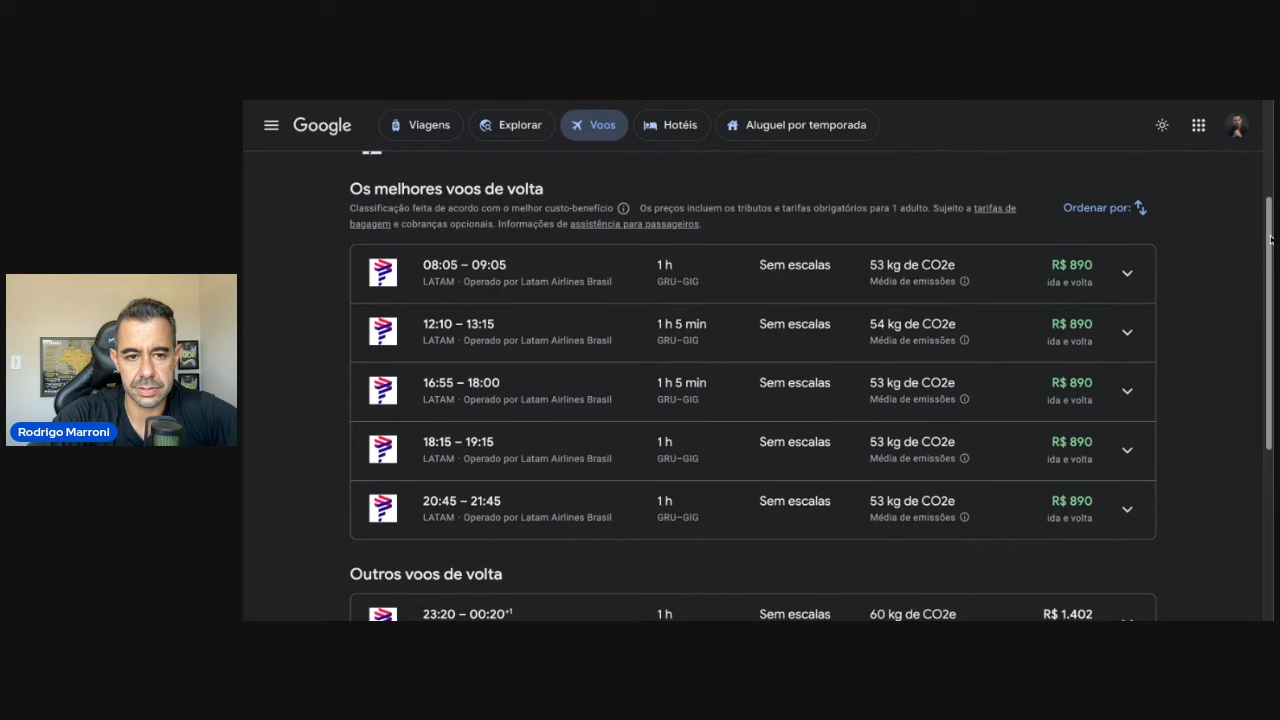 Google
Viagens
Explorar
Voos
Hotéis
Aluguel por temporada
Os melhores voos de volta
Classificação feita de acordo com o melhor custo-benefício Os preços incluem os tributos e tarifas obrigatórios para 1 adulto. Sujeito a tarifas de
bagagem e cobranças opcionais. Informações de assistência para passageiros.
Ordenar por:
08:05 – 09:05 1 h Sem escalas 53 kg de CO2e R$ 890
LATAM · Operado por Latam Airlines Brasil GRU–GIG Média de emissões ida e volta
12:10 – 13:15 1 h 5 min Sem escalas 54 kg de CO2e R$ 890
LATAM · Operado por Latam Airlines Brasil GRU–GIG Média de emissões ida e volta
16:55 – 18:00 1 h 5 min Sem escalas 53 kg de CO2e R$ 890
LATAM · Operado por Latam Airlines Brasil GRU–GIG Média de emissões ida e volta
18:15 – 19:15 1 h Sem escalas 53 kg de CO2e R$ 890
LATAM · Operado por Latam Airlines Brasil GRU–GIG Média de emissões ida e volta
20:45 – 21:45 1 h Sem escalas 53 kg de CO2e R$ 890
LATAM · Operado por Latam Airlines Brasil GRU–GIG Média de emissões ida e volta
Outros voos de volta
23:20 – 00:20+1 1 h Sem escalas 60 kg de CO2e R$ 1.402
Rodrigo Marroni